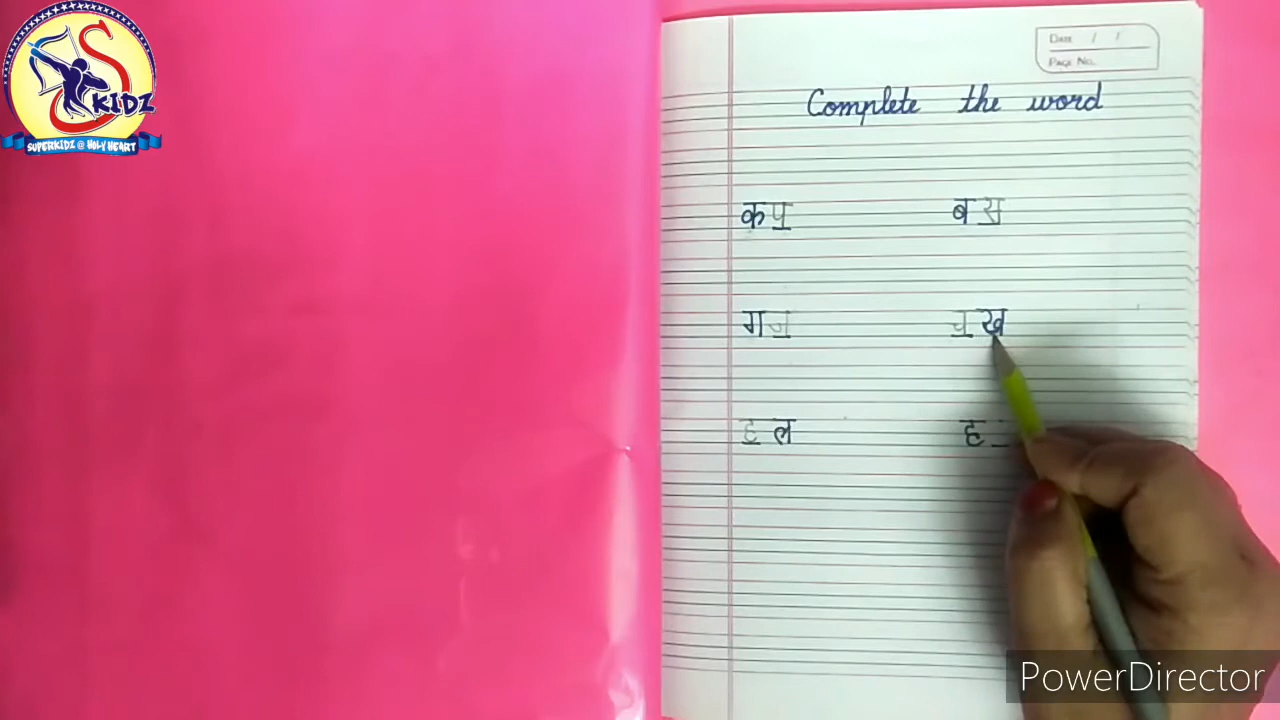 S
KIDZ
SUPERKIDZ @ HOLY HEART
DATE / /
PAGE NO.
Complete the word
कप बस
गज चख
हल ह _
PowerDirector